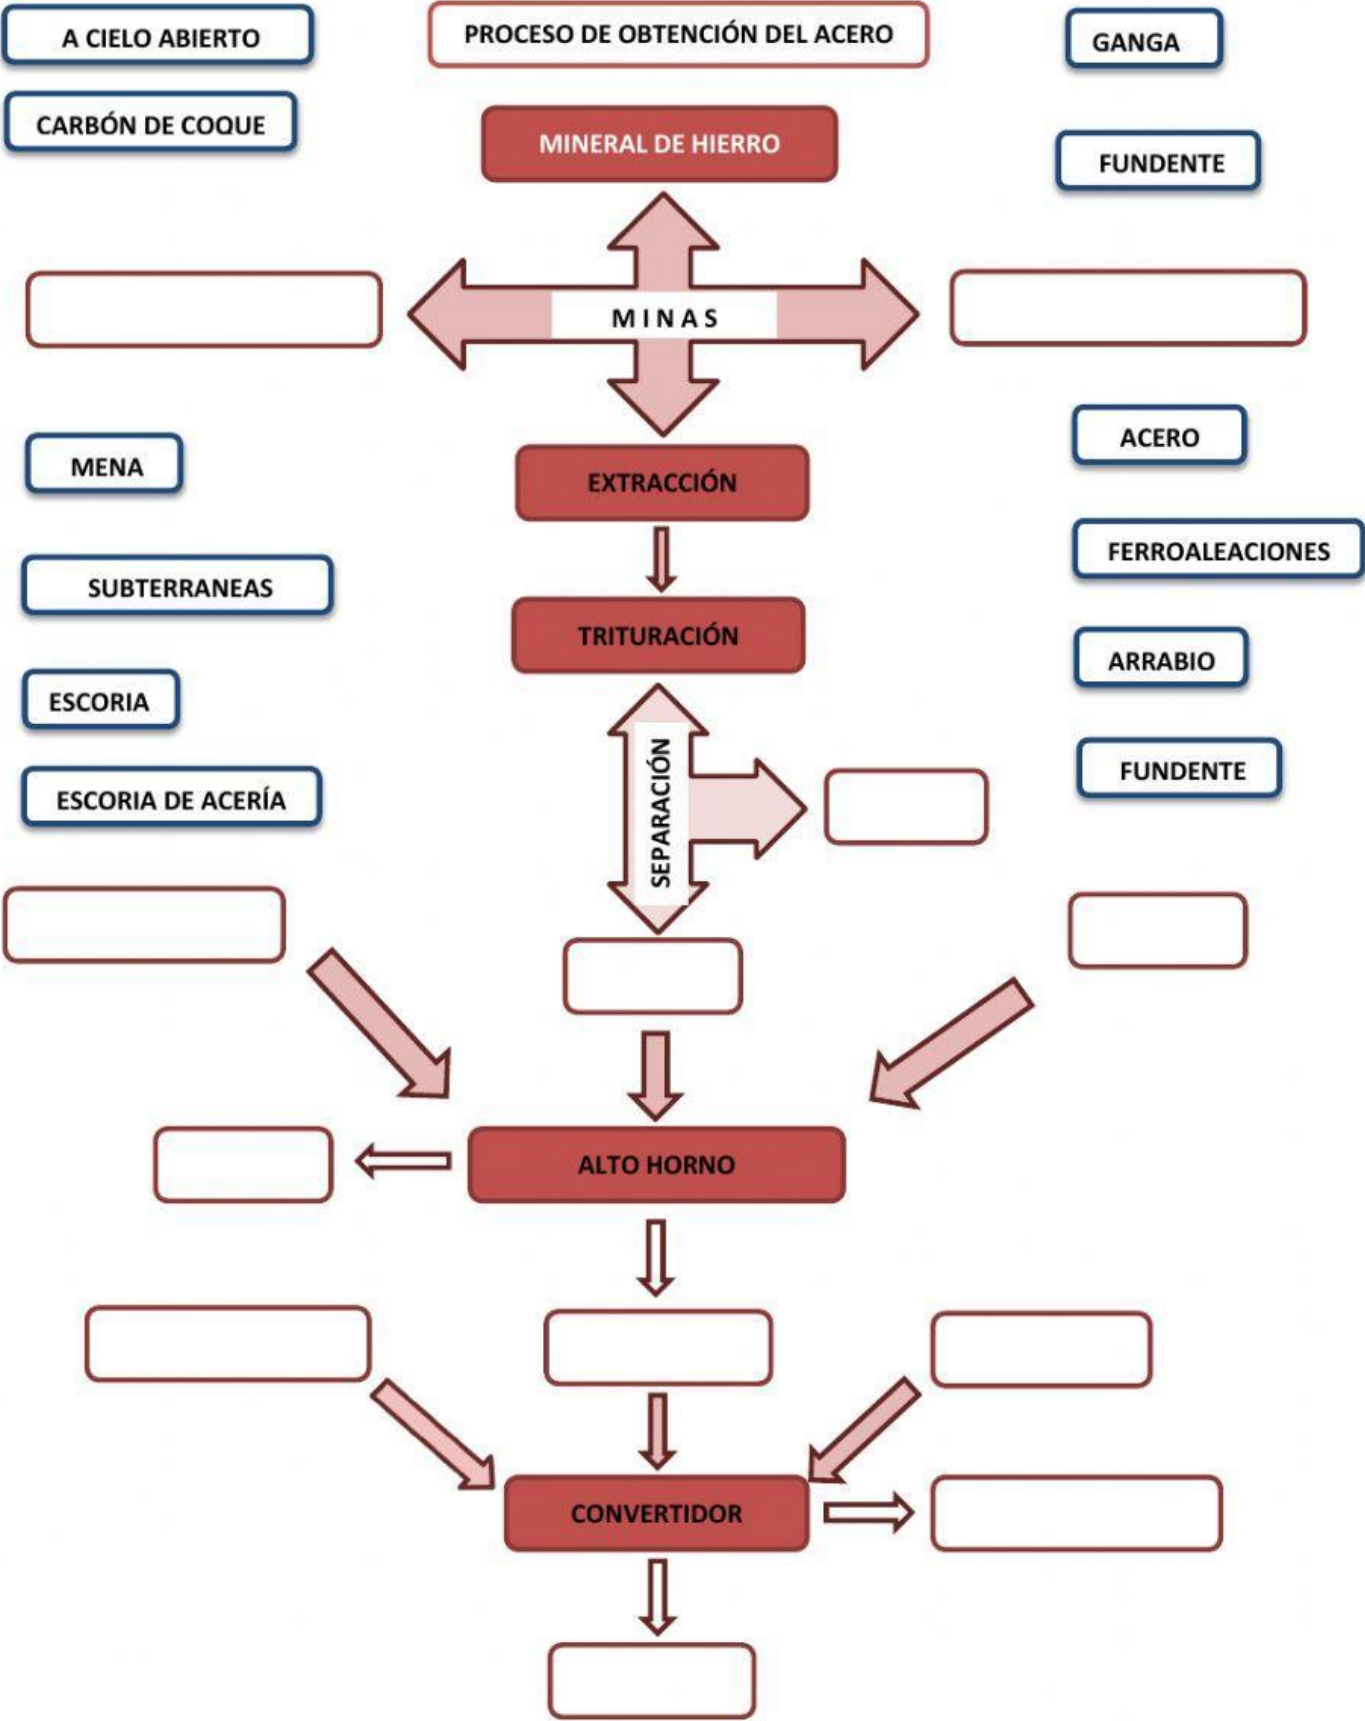 A CIELO ABIERTO
PROCESO DE OBTENCIÓN DEL ACERO
GANGA
CARBÓN DE COQUE
MINERAL DE HIERRO
FUNDENTE
MINAS
MENA
EXTRACCIÓN
ACERO
SUBTERRANEAS
FERROALEACIONES
TRITURACIÓN
ARRABIO
ESCORIA
SEPARACIÓN
FUNDENTE
ESCORIA DE ACERÍA
ALTO HORNO
CONVERTIDOR